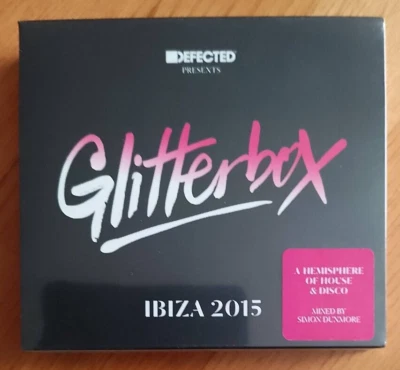 DEFECTED
PRESENTS
Glitterbox
IBIZA 2015
A HEMISPHERE
OF HOUSE
& DISCO
MIXED BY
SIMON DUNMORE